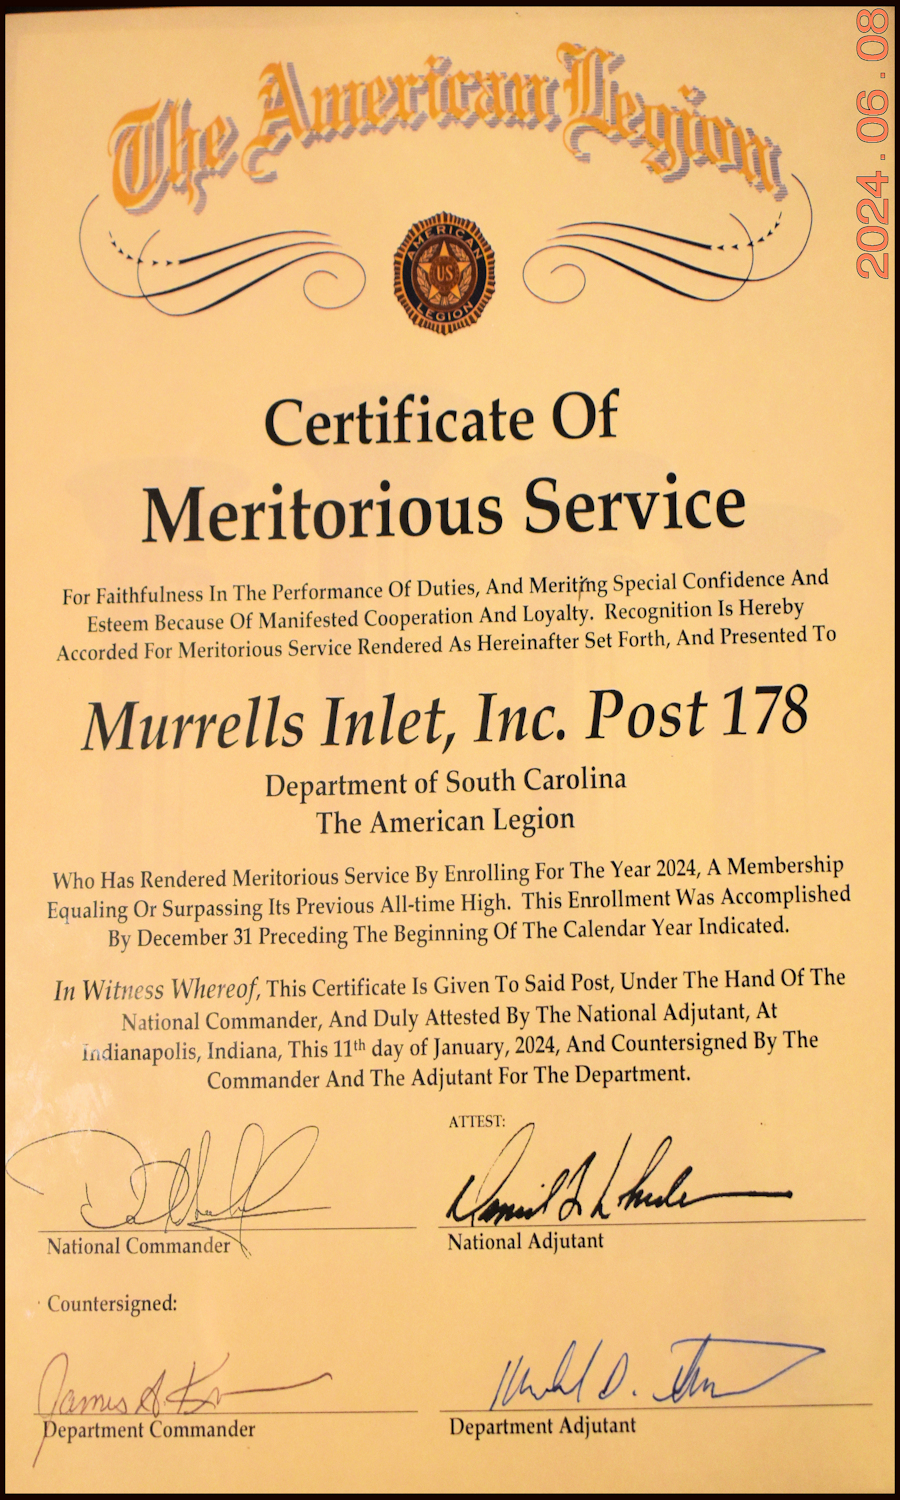 2024.06.08
The American Legion
AMERICAN
US
LEGION
Certificate Of
Meritorious Service
For Faithfulness In The Performance Of Duties, And Meriting Special Confidence And
Esteem Because Of Manifested Cooperation And Loyalty. Recognition Is Hereby
Accorded For Meritorious Service Rendered As Hereinafter Set Forth, And Presented To
Murrells Inlet, Inc. Post 178
Department of South Carolina
The American Legion
Who Has Rendered Meritorious Service By Enrolling For The Year 2024, A Membership
Equaling Or Surpassing Its Previous All-time High. This Enrollment Was Accomplished
By December 31 Preceding The Beginning Of The Calendar Year Indicated.
In Witness Whereof, This Certificate Is Given To Said Post, Under The Hand Of The
National Commander, And Duly Attested By The National Adjutant, At
Indianapolis, Indiana, This 11th day of January, 2024, And Countersigned By The
Commander And The Adjutant For The Department.
ATTEST:
National Commander
National Adjutant
Countersigned:
James A.
D.
Department Commander
Department Adjutant